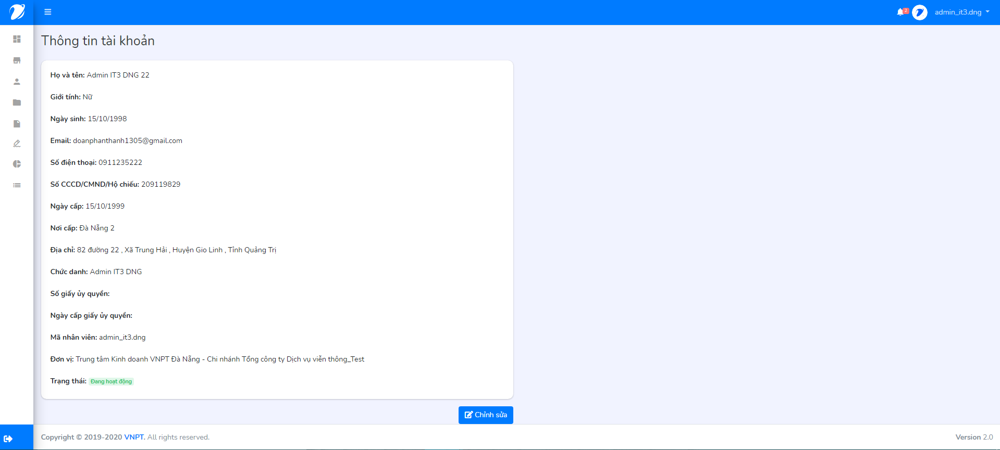 2
admin_it3.dng
Thông tin tài khoản
Họ và tên: Admin IT3 DNG 22
Giới tính: Nữ
Ngày sinh: 15/10/1998
Email: doanphanthanh1305@gmail.com
Số điện thoại: 0911235222
Số CCCD/CMND/Hộ chiếu: 209119829
Ngày cấp: 15/10/1999
Nơi cấp: Đà Nẵng 2
Địa chỉ: 82 đường 22 , Xã Trung Hải , Huyện Gio Linh , Tỉnh Quảng Trị
Chức danh: Admin IT3 DNG
Số giấy ủy quyền:
Ngày cấp giấy ủy quyền:
Mã nhân viên: admin_it3.dng
Đơn vị: Trung tâm Kinh doanh VNPT Đà Nẵng - Chi nhánh Tổng công ty Dịch vụ viễn thông_Test
Trạng thái: Đang hoạt động
Chỉnh sửa
Copyright © 2019-2020 VNPT. All rights reserved.
Version 2.0